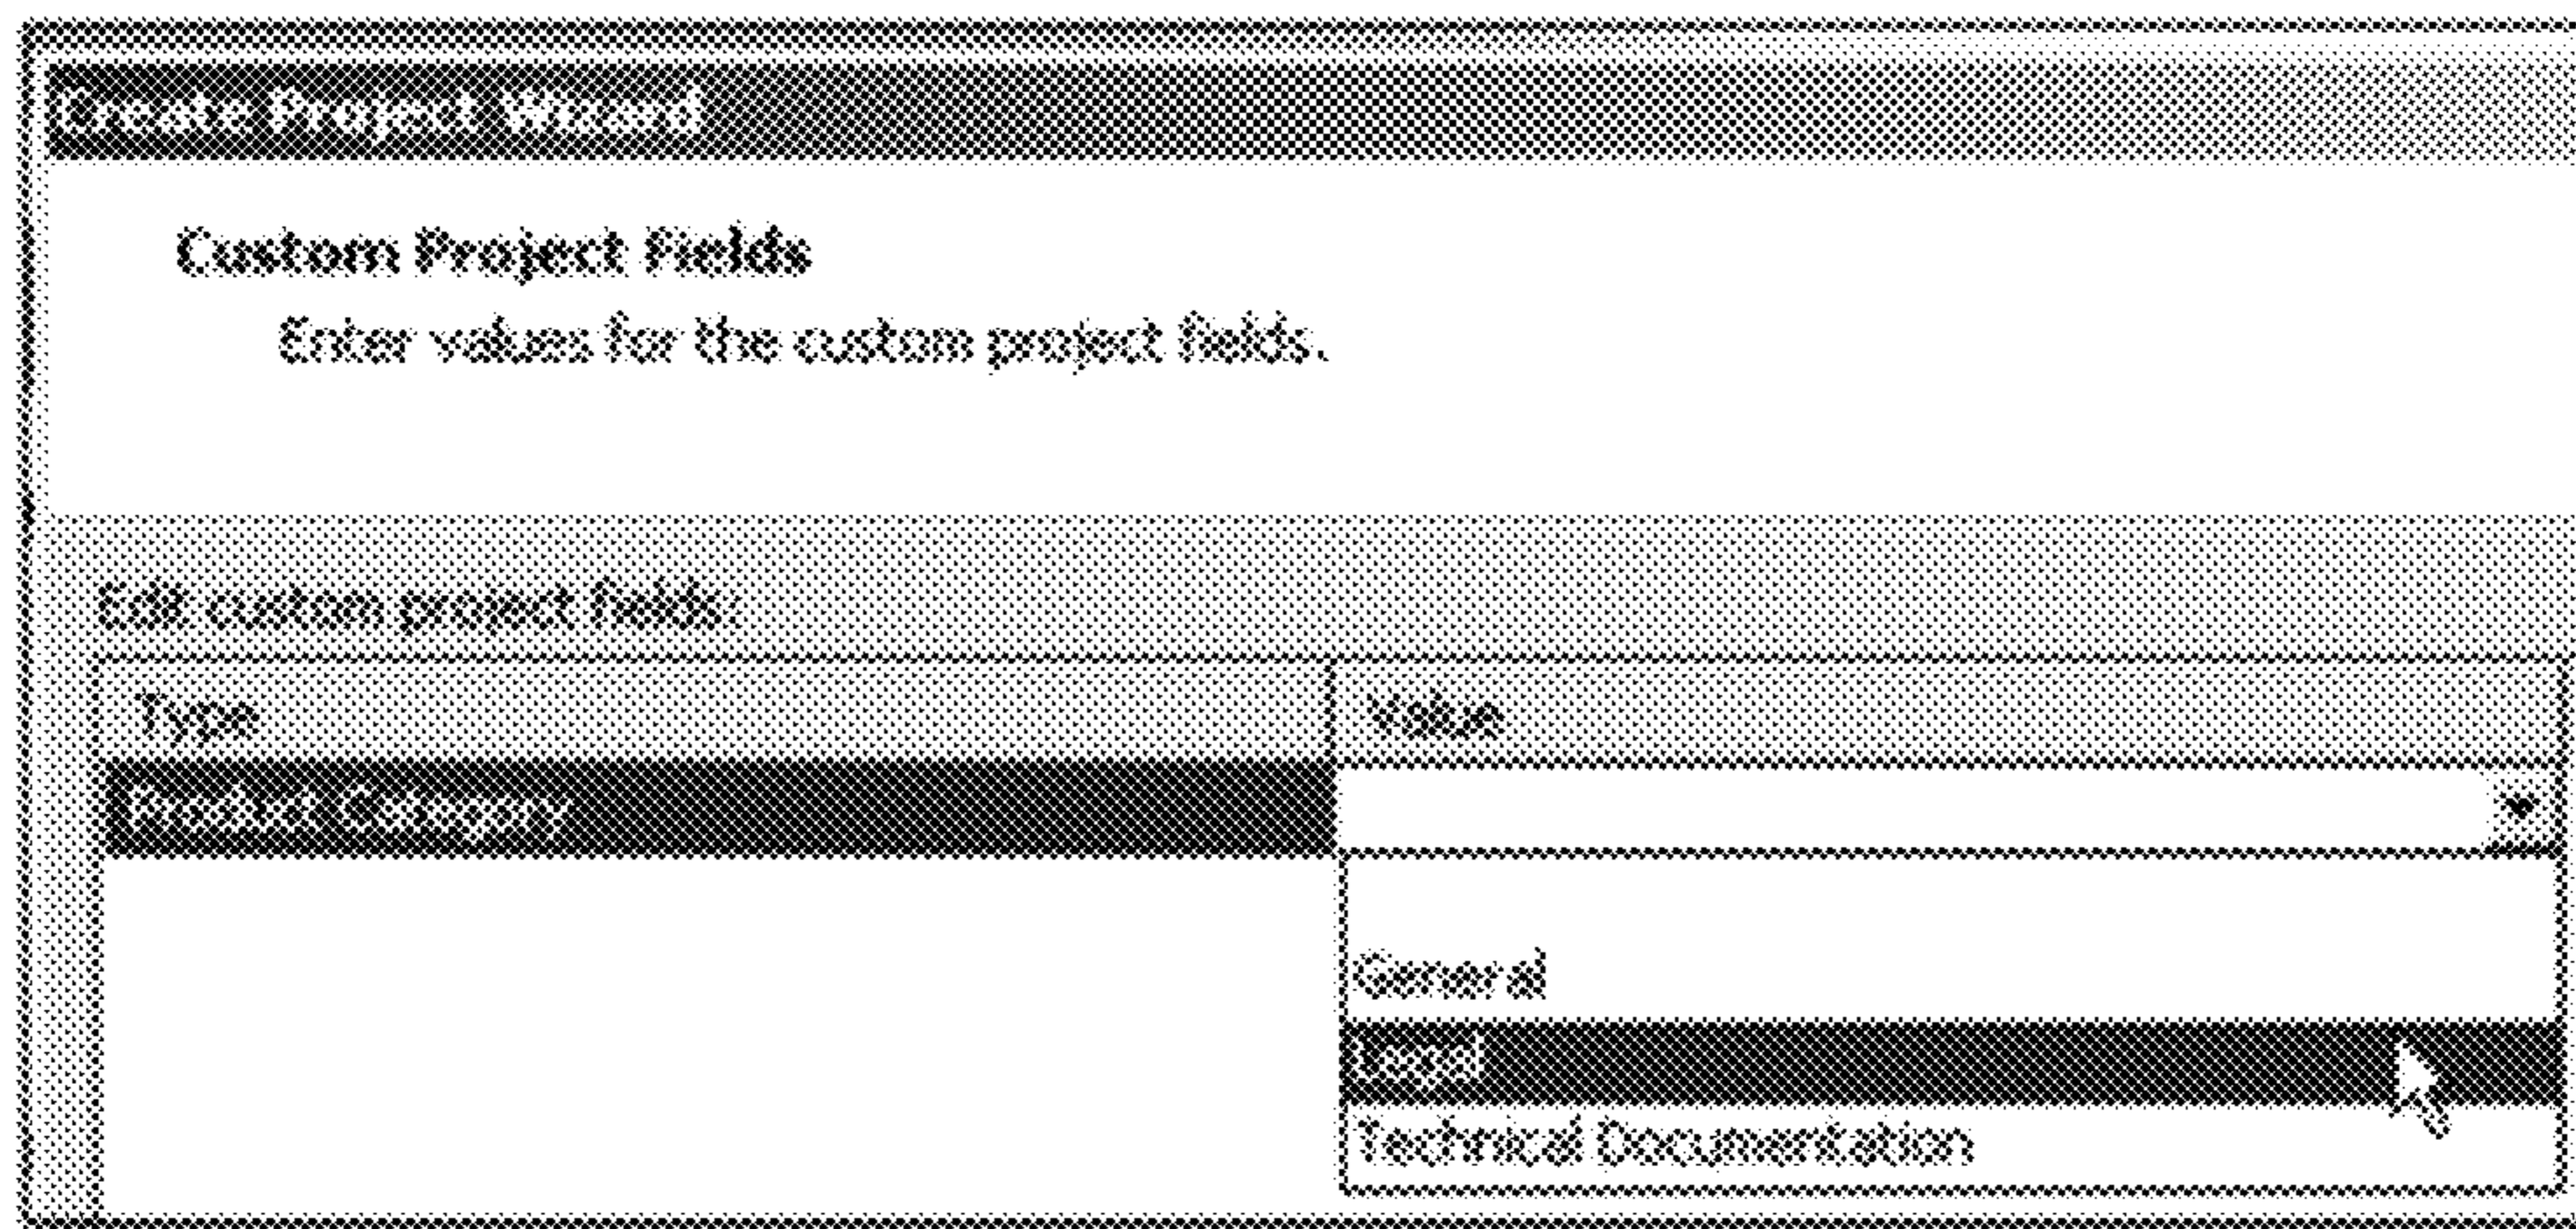 Create Project Wizard
Custom Project Fields
Enter values for the custom project fields.
Edit custom project fields:
Type Value
Product Category
General
Legal
Technical Documentation